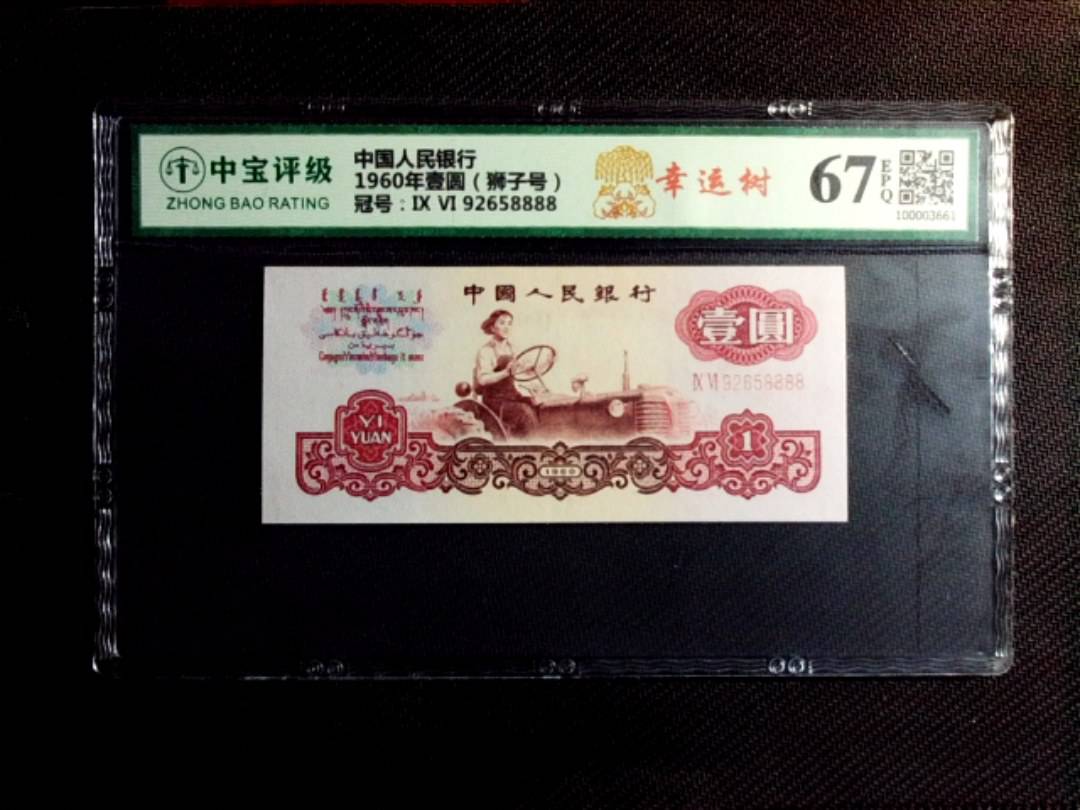 中宝评级
ZHONG BAO RATING
中国人民银行
1960年壹圆（狮子号）
冠号：IX VI 92658888
幸运树
67
EPQ
100003661
中國人民銀行
壹圓
IX VI 92658888
YI
YUAN
1960
1